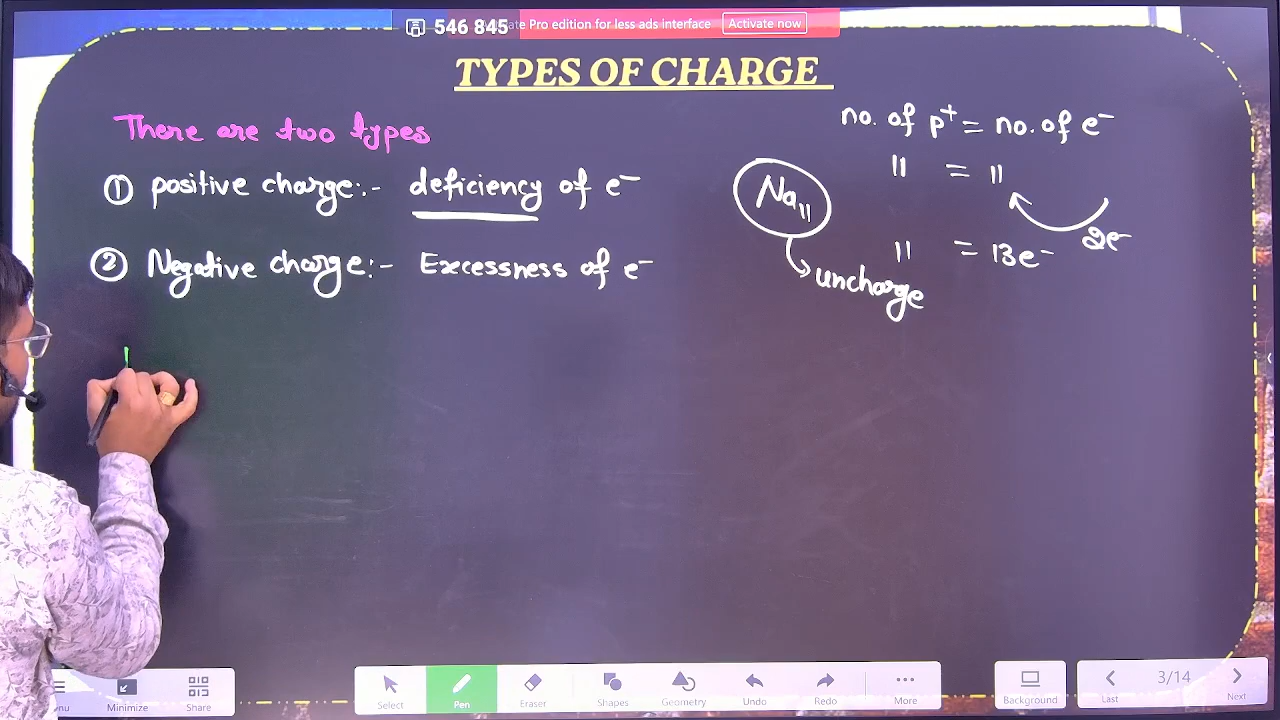 546 845
ate Pro edition for less ads interface
Activate now
TYPES OF CHARGE
There are two types
① positive charge:- deficiency of e⁻
② Negative charge:- Excessness of e⁻
no. of p⁺ = no. of e⁻
11 = 11
2e⁻
11 = 13e⁻
Na₁₁
uncharge
Minimize
Share
Select
Pen
Eraser
Shapes
Geometry
Undo
Redo
More
Background
Last
3/14
Next